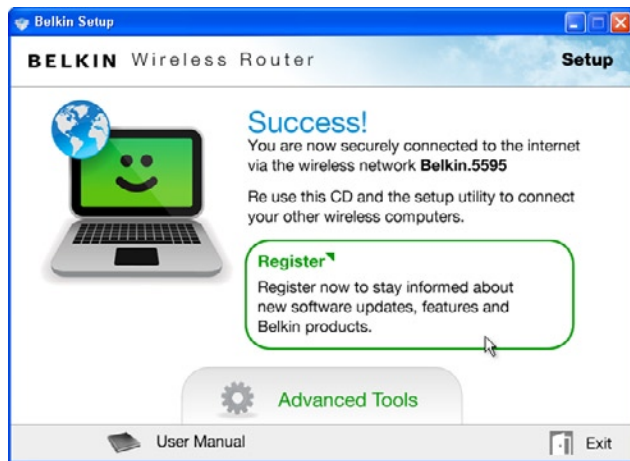 Belkin Setup
BELKIN Wireless Router
Setup
Success!
You are now securely connected to the internet
via the wireless network Belkin.5595
Re use this CD and the setup utility to connect
your other wireless computers.
Register
Register now to stay informed about
new software updates, features and
Belkin products.
Advanced Tools
User Manual
Exit